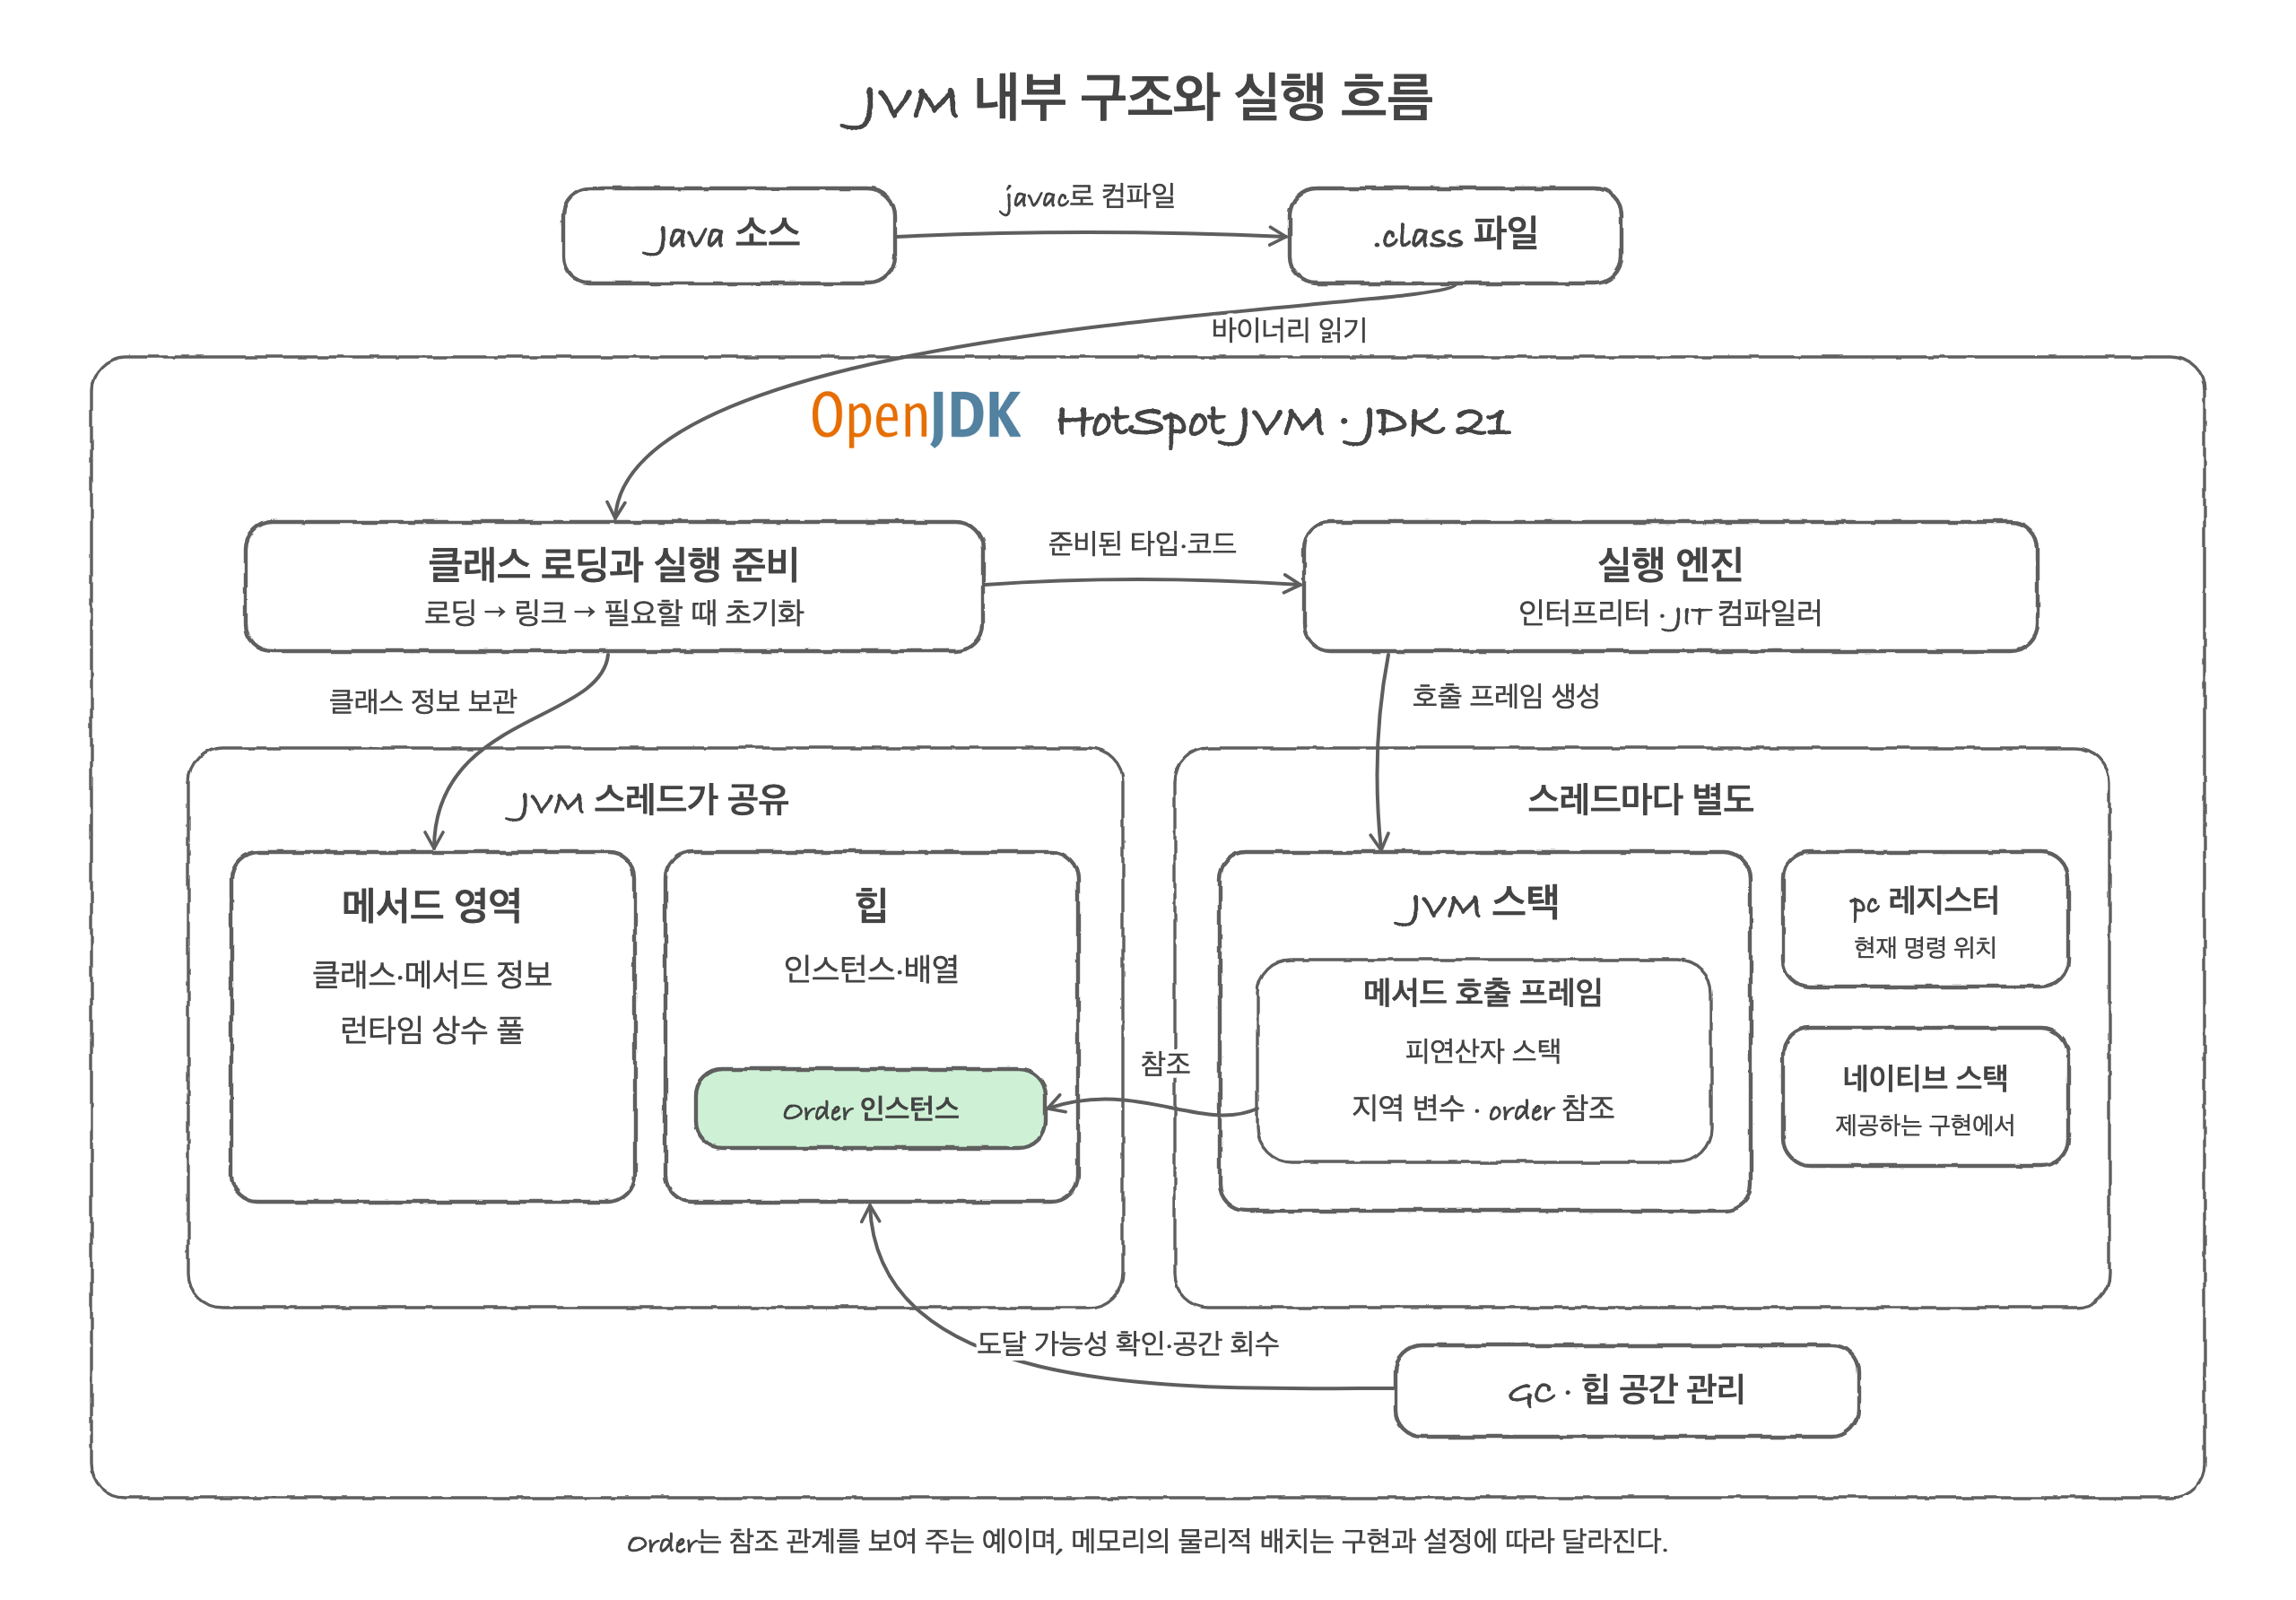 JVM 내부 구조와 실행 흐름
Java 소스
javac로 컴파일
.class 파일
바이너리 읽기
OpenJDK HotSpot JVM · JDK 21
클래스 로딩과 실행 준비
로딩 → 링크 → 필요할 때 초기화
준비된 타입·코드
실행 엔진
인터프리터 · JIT 컴파일러
클래스 정보 보관
호출 프레임 생성
JVM 스레드가 공유
메서드 영역
클래스·메서드 정보
런타임 상수 풀
힙
인스턴스·배열
Order 인스턴스
참조
스레드마다 별도
JVM 스택
메서드 호출 프레임
피연산자 스택
지역 변수 · order 참조
pc 레지스터
현재 명령 위치
네이티브 스택
제공하는 구현에서
도달 가능성 확인·공간 회수
GC · 힙 공간 관리
Order는 참조 관계를 보여 주는 예이며, 메모리의 물리적 배치는 구현과 설정에 따라 달라진다.